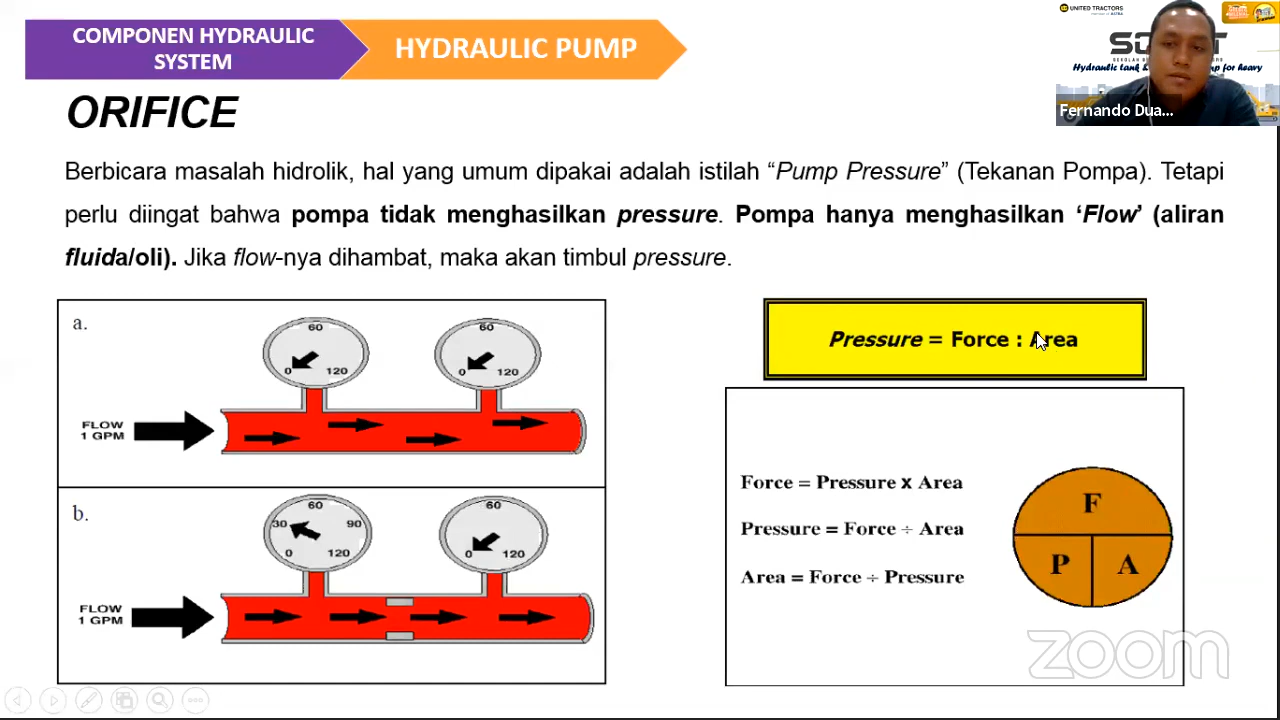 COMPONEN HYDRAULIC
SYSTEM
HYDRAULIC PUMP
UNITED TRACTORS
Hydraulic tank
p for heavy
Fernando Dua...
ORIFICE
Berbicara masalah hidrolik, hal yang umum dipakai adalah istilah “Pump Pressure” (Tekanan Pompa). Tetapi
perlu diingat bahwa pompa tidak menghasilkan pressure. Pompa hanya menghasilkan ‘Flow’ (aliran
fluida/oli). Jika flow-nya dihambat, maka akan timbul pressure.
a.
60
0
120
60
0
120
FLOW
1 GPM
b.
60
30
90
0
120
60
0
120
FLOW
1 GPM
Pressure = Force : Area
Force = Pressure x Area
Pressure = Force ÷ Area
Area = Force ÷ Pressure
F
P
A
zoom